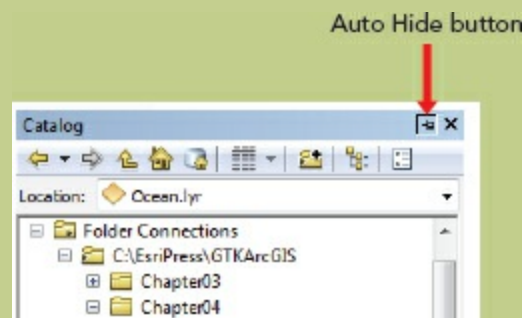 Auto Hide button
Catalog
Location: Ocean.lyr
Folder Connections
C:\EsriPress\GTKArcGIS
Chapter03
Chapter04